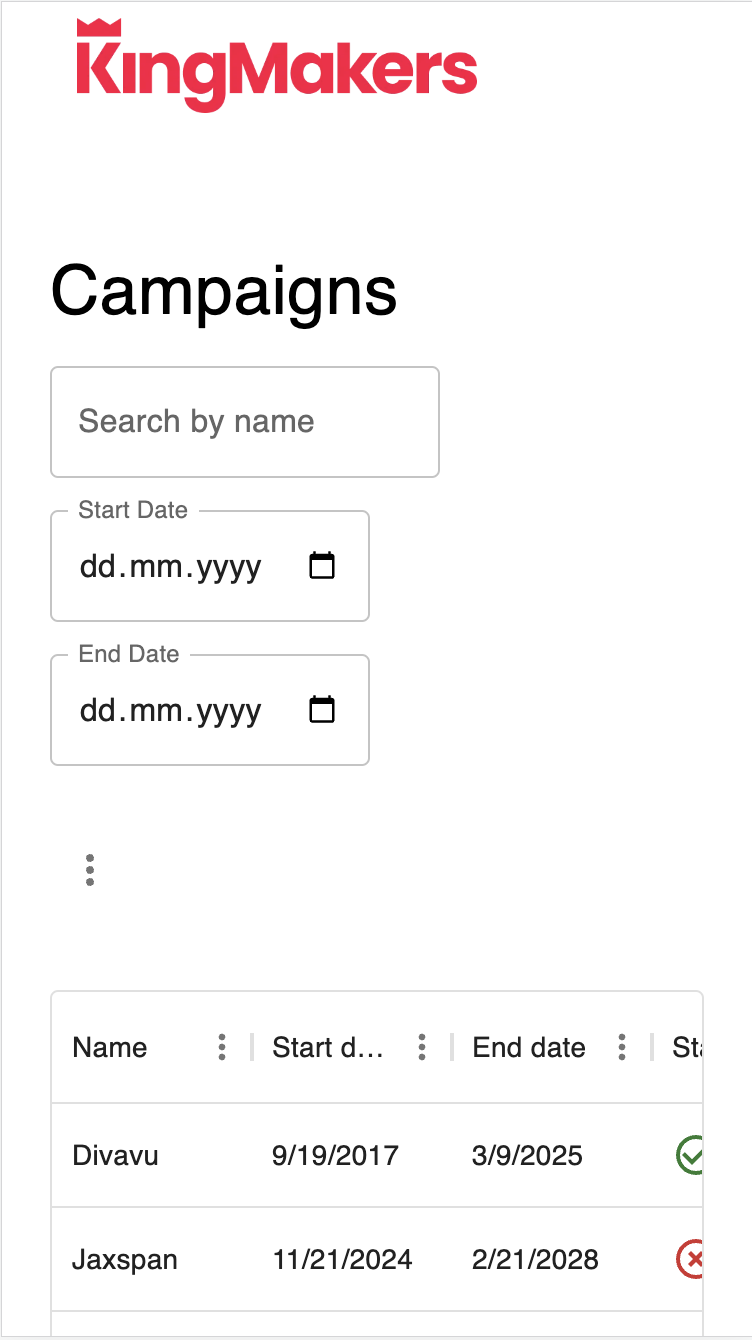 KingMakers
Campaigns
Search by name
Start Date
dd.mm.yyyy
End Date
dd.mm.yyyy
Name Start d... End date Sta
Divavu 9/19/2017 3/9/2025
Jaxspan 11/21/2024 2/21/2028